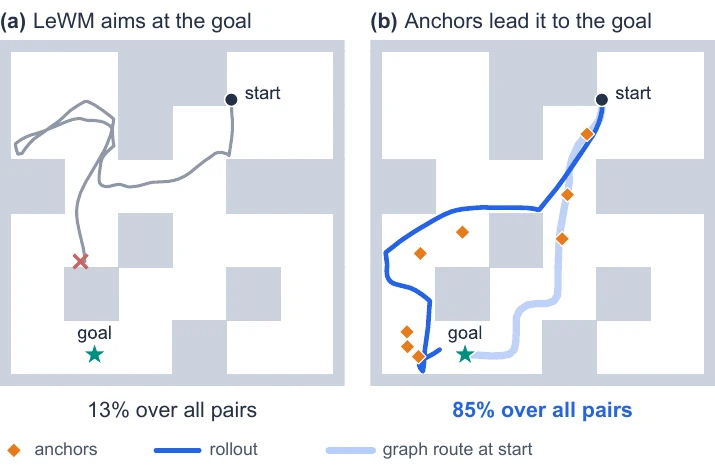 (a) LeWM aims at the goal
(b) Anchors lead it to the goal
start
start
goal
goal
13% over all pairs
85% over all pairs
anchors
rollout
graph route at start